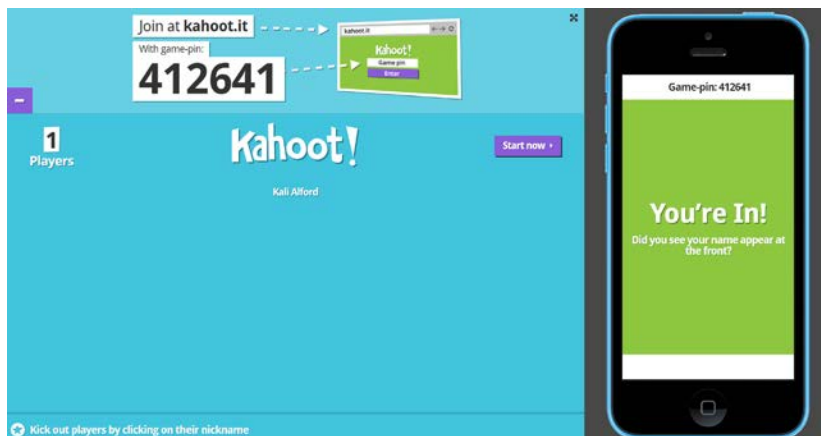 Join at kahoot.it
With game-pin:
412641
kahoot.it
Kahoot!
Game pin
Enter
1
Players
Kahoot!
Start now
Kali Alford
Kick out players by clicking on their nickname
Game-pin: 412641
You're In!
Did you see your name appear at
the front?